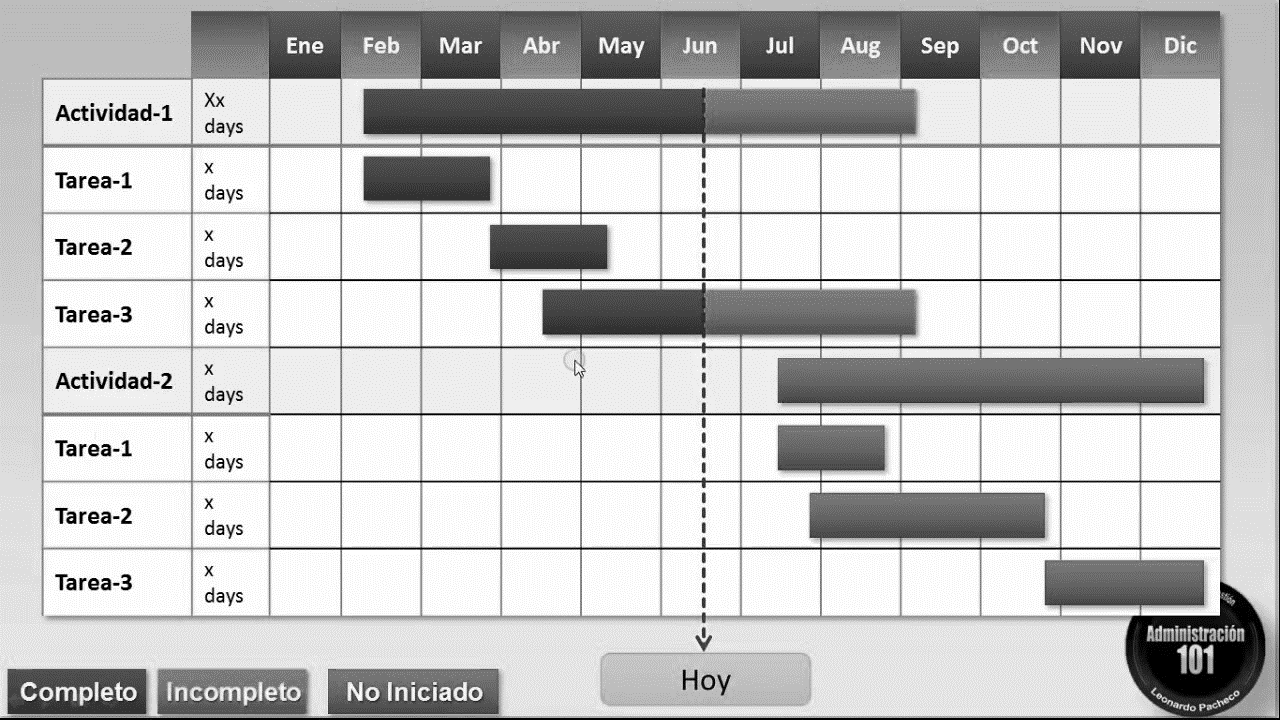 Ene Feb Mar Abr May Jun Jul Aug Sep Oct Nov Dic
Actividad-1 Xx
days
Tarea-1 x
days
Tarea-2 x
days
Tarea-3 x
days
Actividad-2 x
days
Tarea-1 x
days
Tarea-2 x
days
Tarea-3 x
days
Completo Incompleto No Iniciado Hoy
Administración
101
Leonardo Pacheco